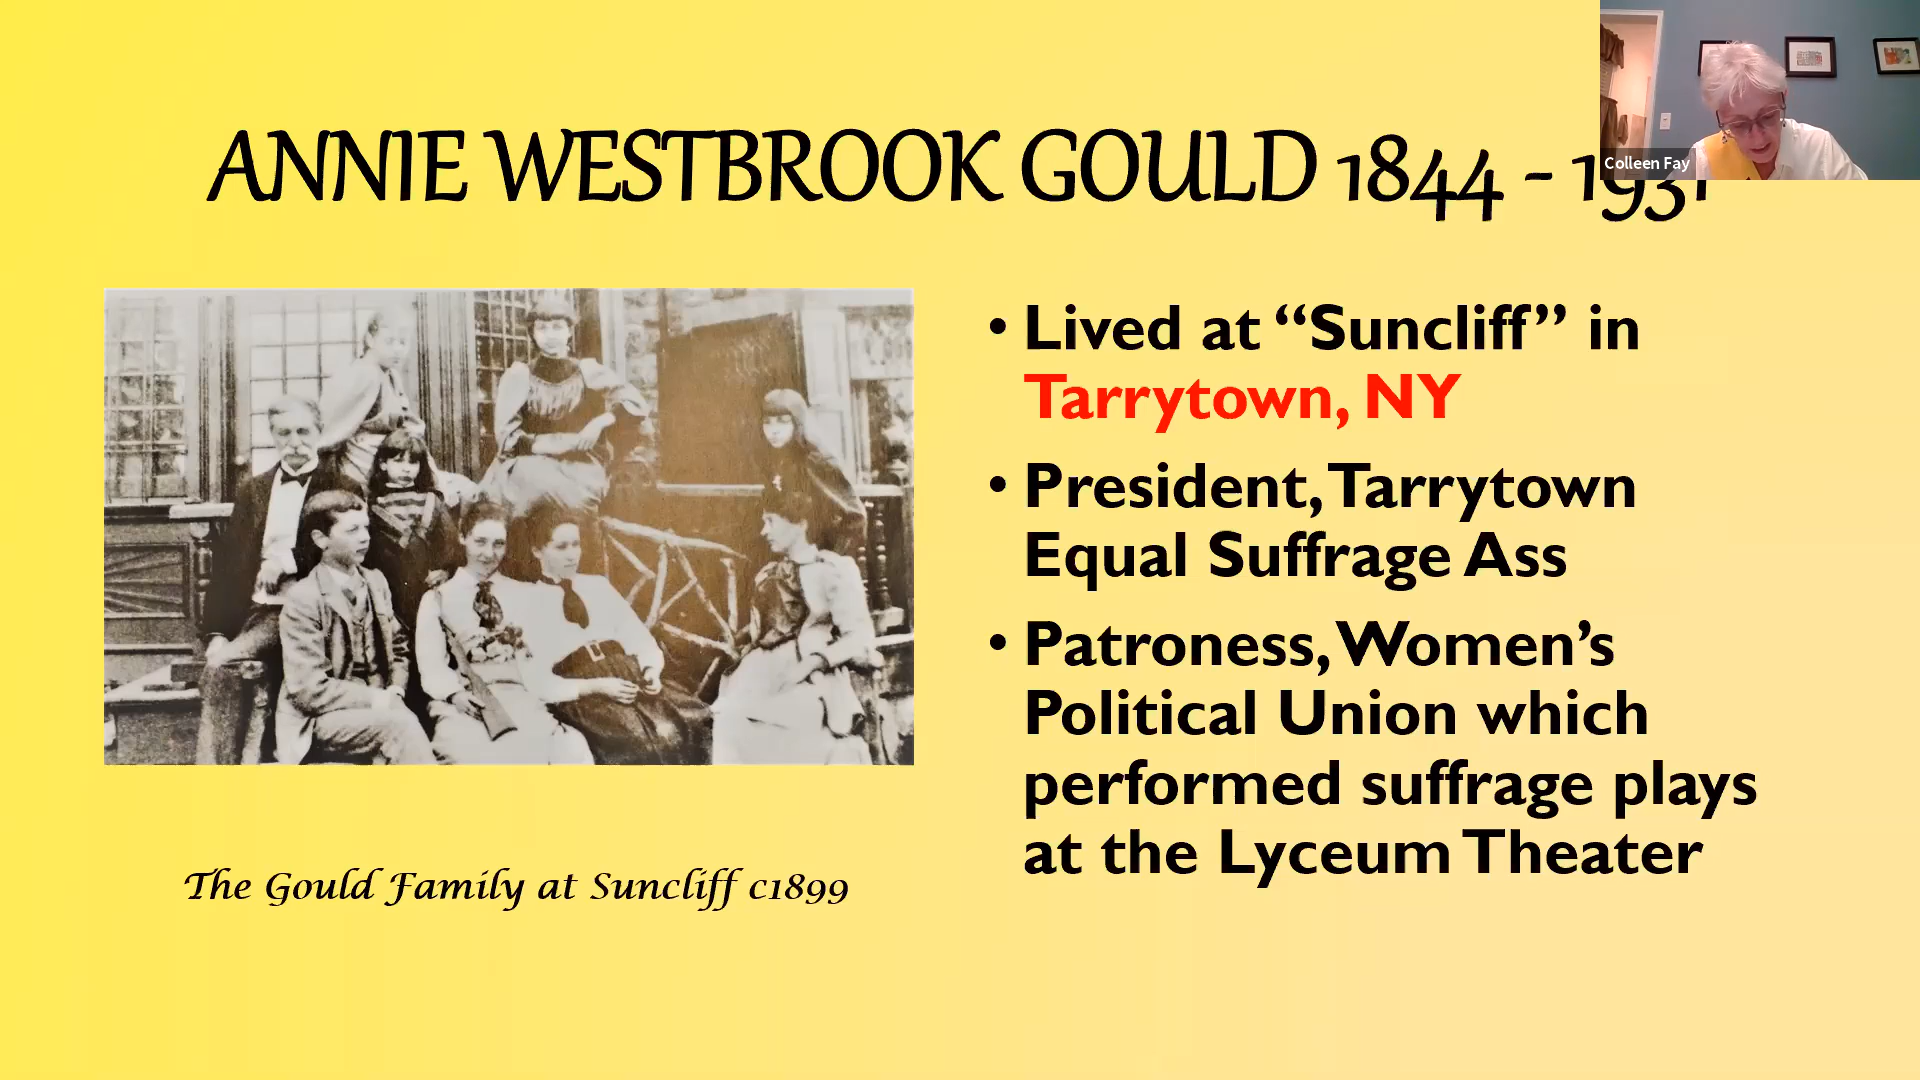 ANNIE WESTBROOK GOULD 1844 - 1931
Colleen Fay
• Lived at “Suncliff” in
Tarrytown, NY
• President, Tarrytown
Equal Suffrage Ass
• Patroness, Women’s
Political Union which
performed suffrage plays
at the Lyceum Theater
The Gould Family at Suncliff c1899